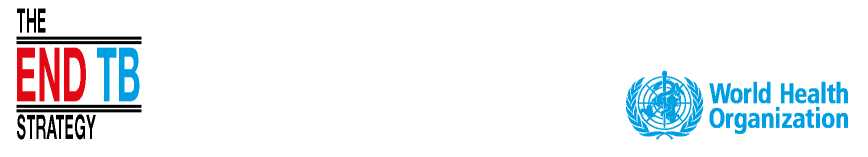 THE
END TB
STRATEGY
World Health
Organization